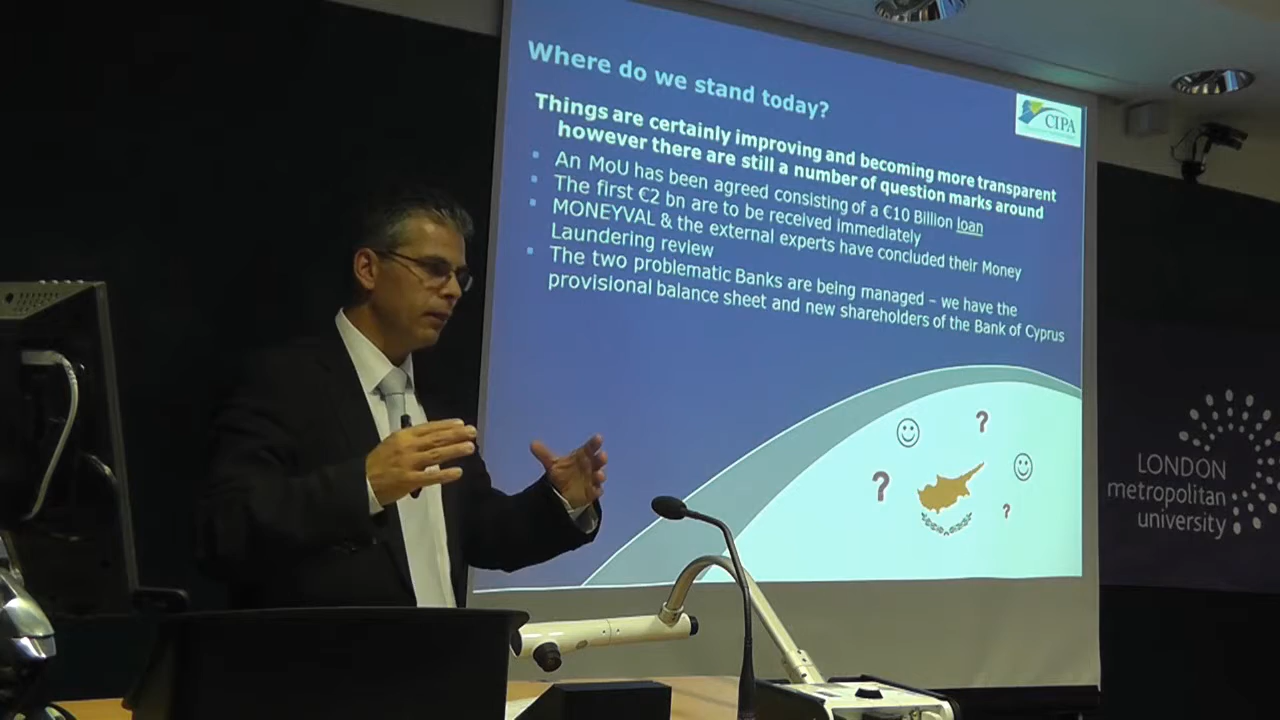 Where do we stand today?
CIPA
Things are certainly improving and becoming more transparent
however there are still a number of question marks around
An MoU has been agreed consisting of a €10 Billion loan
The first €2 bn are to be received immediately
MONEYVAL & the external experts have concluded their Money
Laundering review
The two problematic Banks are being managed – we have the
provisional balance sheet and new shareholders of the Bank of Cyprus
?
?
?
LONDON
metropolitan
university